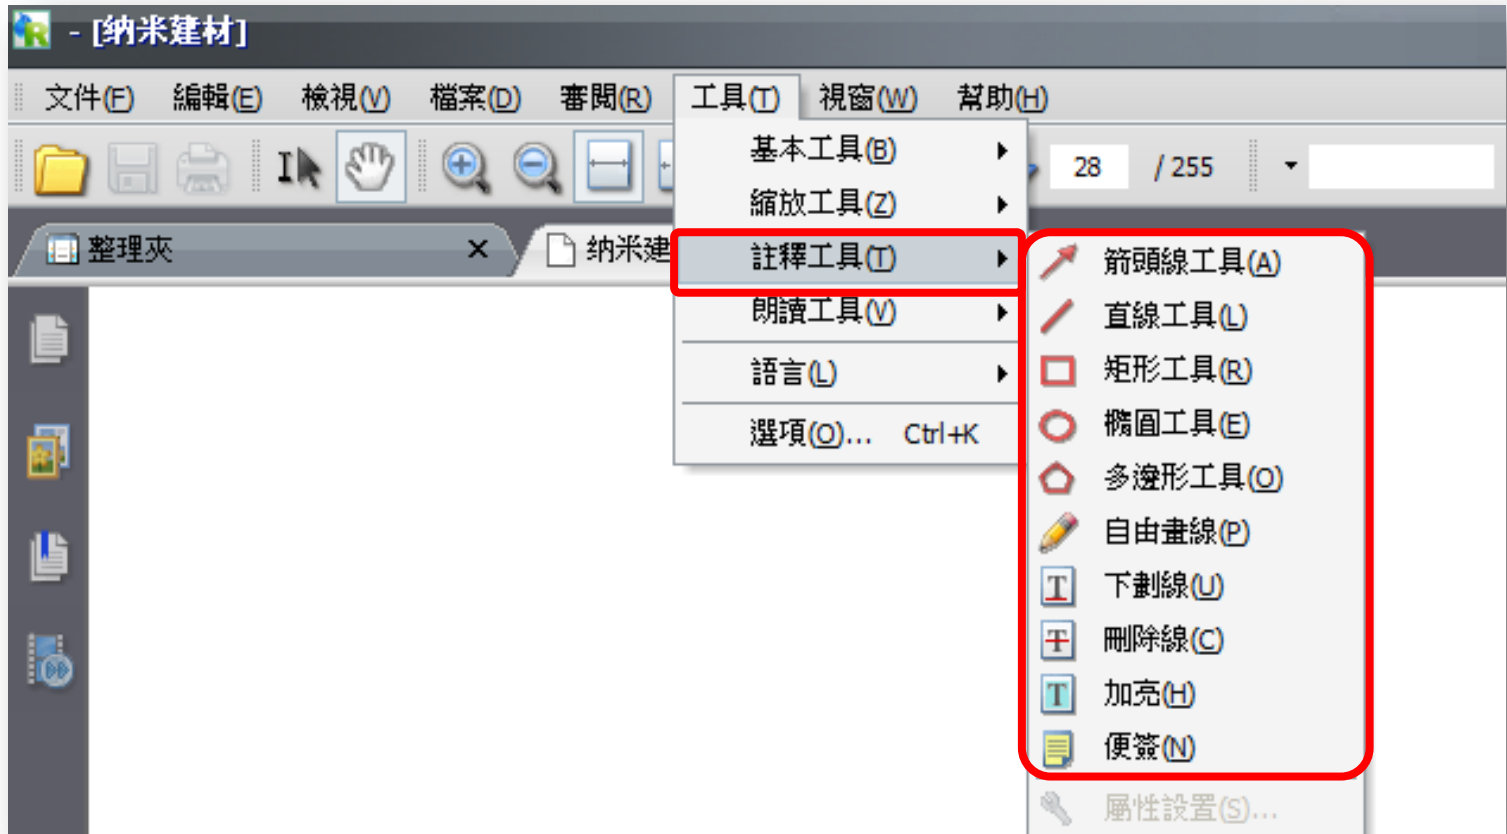 - [纳米建材]
文件(F) 編輯(E) 檢視(V) 檔案(D) 審閱(R) 工具(T) 視窗(W) 幫助(H)
28 / 255
整理夾 纳米建
基本工具(B)
縮放工具(Z)
註釋工具(T)
朗讀工具(V)
語言(L)
選項(O)... Ctrl+K
箭頭線工具(A)
直線工具(L)
矩形工具(R)
橢圓工具(E)
多邊形工具(O)
自由畫線(P)
下劃線(U)
刪除線(C)
加亮(H)
便簽(N)
屬性設置(S)...